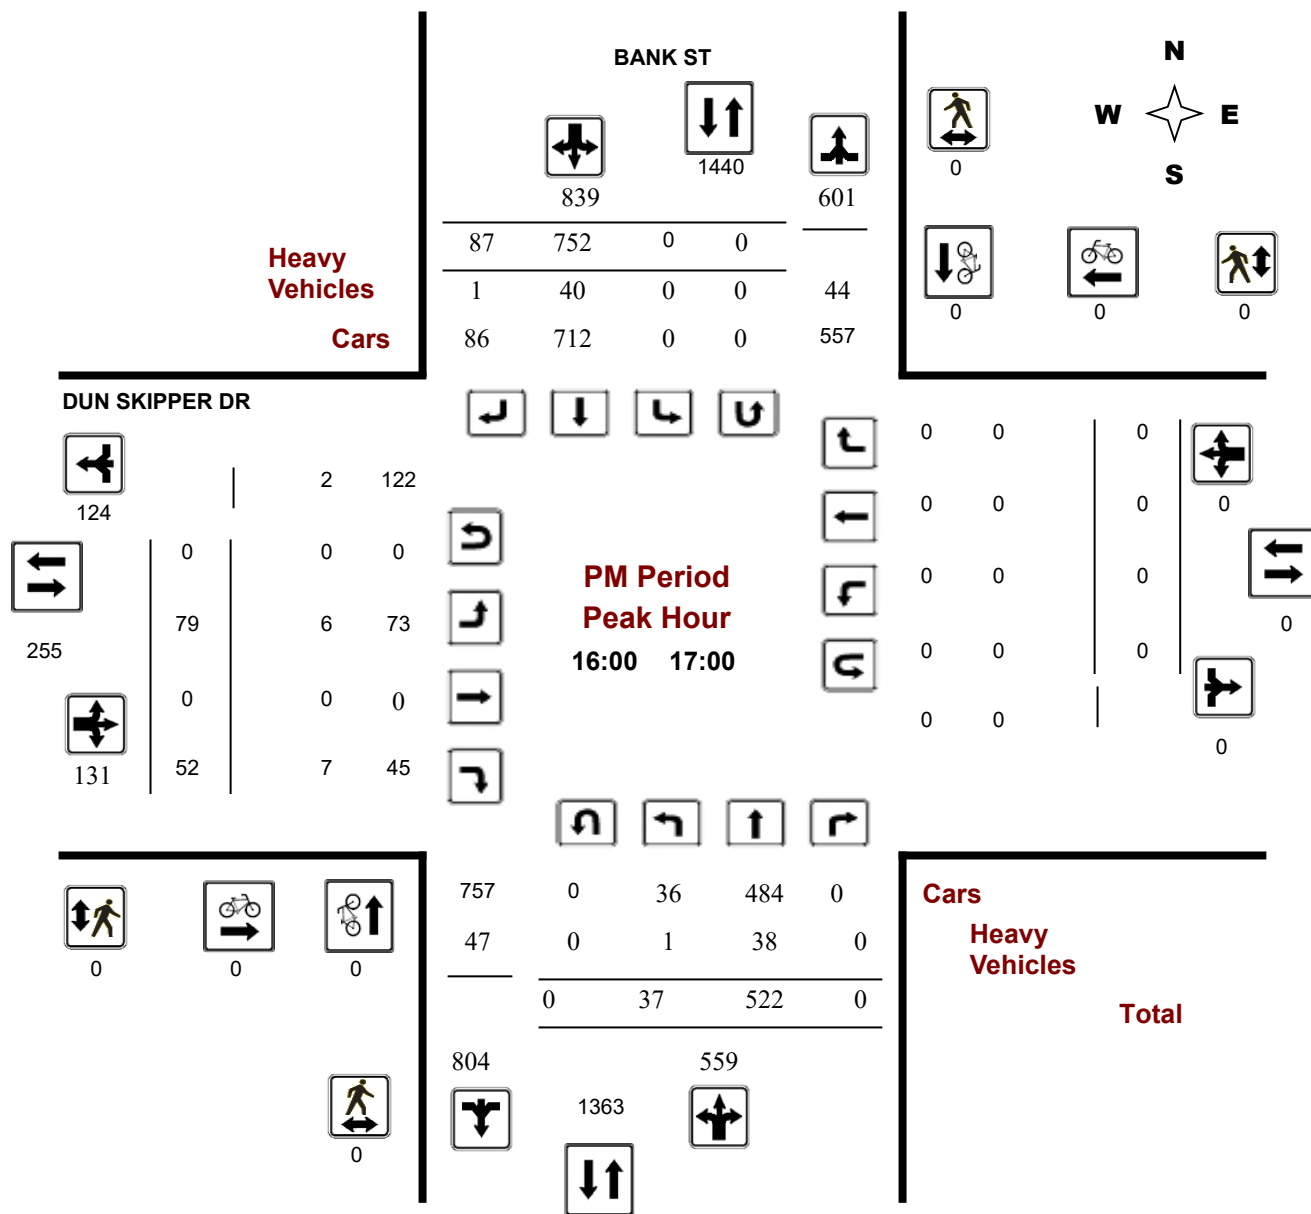 BANK ST
N
W E
S
1440
839
601
0
87 752 0 0
Heavy
Vehicles
1 40 0 0 44
0 0 0
Cars
86 712 0 0 557
DUN SKIPPER DR
0 0 0
2 122
124
0 0 0 0
0 0 0
PM Period
Peak Hour
0 0 0
79 6 73
0
255
16:00 17:00
0 0 0
0 0 0
0 0
0
131
52 7 45
757 0 36 484 0
Cars
47 0 1 38 0
Heavy
Vehicles
0 0 0
0 37 522 0
Total
804 559
1363
0